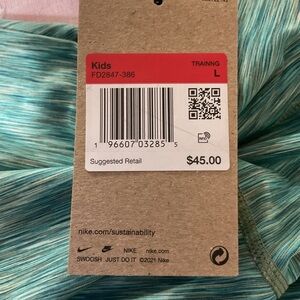 Kids
TRAINNG
FD2847-386
L
1 96607 03285 5
Suggested Retail
$45.00
nike.com/sustainability
NIKE nike.com
SWOOSH JUST DO IT ©2021 Nike